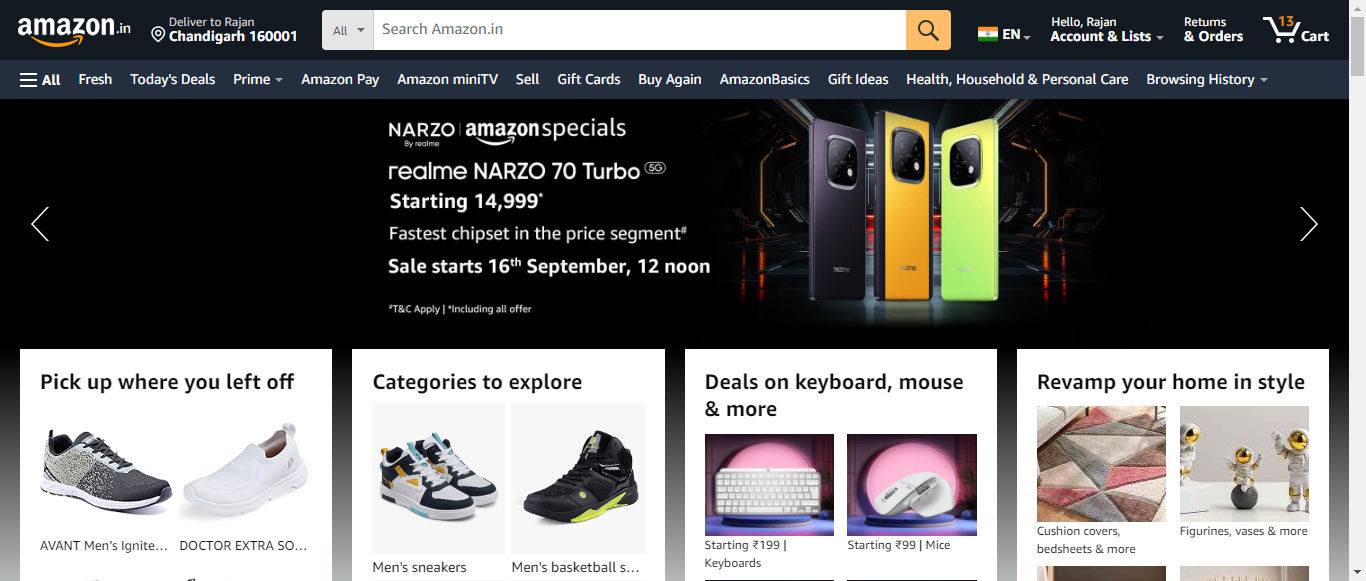 amazon.in
Deliver to Rajan
Chandigarh 160001
All
Search Amazon.in
EN
Hello, Rajan
Account & Lists
Returns
& Orders
13
Cart
All
Fresh
Today's Deals
Prime
Amazon Pay
Amazon miniTV
Sell
Gift Cards
Buy Again
AmazonBasics
Gift Ideas
Health, Household & Personal Care
Browsing History
NARZO | amazon specials
By realme
realme NARZO 70 Turbo 5G
Starting 14,999*
Fastest chipset in the price segment#
Sale starts 16th September, 12 noon
#T&C Apply | *Including all offer
realme
realme
Pick up where you left off
AVANT Men's Ignite...
DOCTOR EXTRA SO...
Categories to explore
Men's sneakers
Men's basketball s...
Deals on keyboard, mouse
& more
Starting ₹199 |
Keyboards
Starting ₹99 | Mice
Revamp your home in style
Cushion covers,
bedsheets & more
Figurines, vases & more